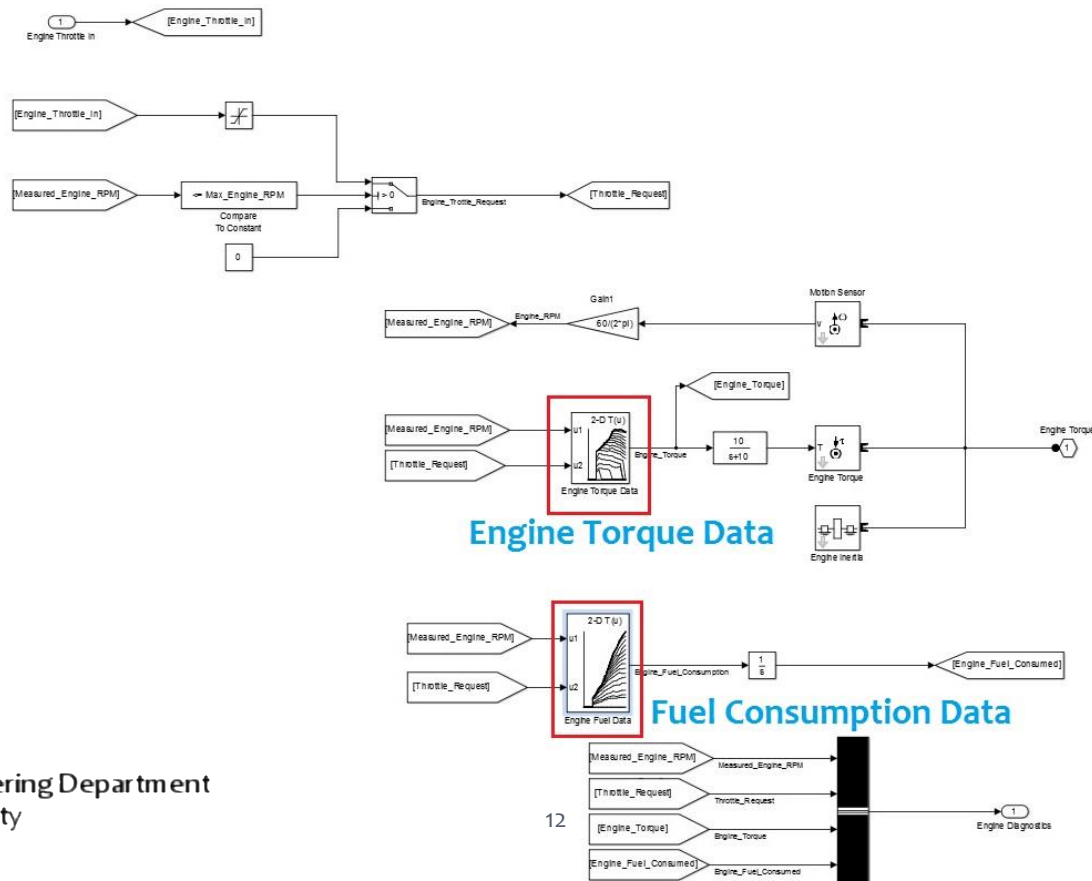 1
Engine Throttle In
[Engine_Throttle_In]
[Engine_Throttle_In]
[Measured_Engine_RPM]
<= Max_Engine_RPM
Compare
To Constant
0
> 0
Engine_Trottle_Request
[Throttle_Request]
Motion Sensor
Gain1
[Measured_Engine_RPM]
Engine_RPM
60/(2*pi)
V
[Engine_Torque]
[Measured_Engine_RPM]
[Throttle_Request]
2-D T(u)
u1
u2
Engine Torque Data
Engine_Torque
10
s+10
T
Engine Torque
Engine Torque
1
Engine Torque Data
Engine Inertia
[Measured_Engine_RPM]
[Throttle_Request]
2-D T(u)
u1
u2
Engine Fuel Data
Engine_Fuel_Consumption
1
s
[Engine_Fuel_Consumed]
Fuel Consumption Data
[Measured_Engine_RPM]
Measured_Engine_RPM
[Throttle_Request]
Throttle_Request
[Engine_Torque]
Engine_Torque
[Engine_Fuel_Consumed]
Engine_Fuel_Consumed
1
Engine Diagnostics
ering Department
ty
12